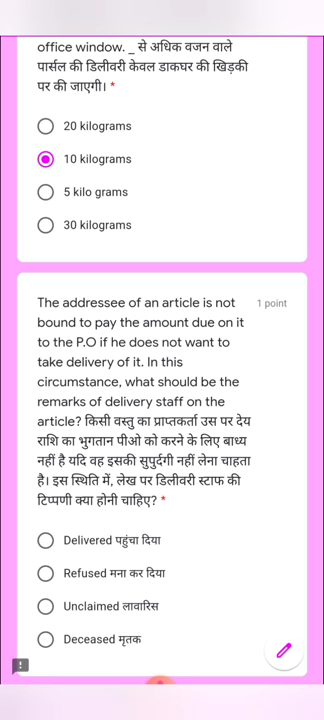 office window. _ से अधिक वजन वाले
पार्सल की डिलीवरी केवल डाकघर की खिड़की
पर की जाएगी। *
20 kilograms
10 kilograms
5 kilo grams
30 kilograms
The addressee of an article is not
1 point
bound to pay the amount due on it
to the P.O if he does not want to
take delivery of it. In this
circumstance, what should be the
remarks of delivery staff on the
article? किसी वस्तु का प्राप्तकर्ता उस पर देय
राशि का भुगतान पीओ को करने के लिए बाध्य
नहीं है यदि वह इसकी सुपुर्दगी नहीं लेना चाहता
है। इस स्थिति में, लेख पर डिलीवरी स्टाफ की
टिप्पणी क्या होनी चाहिए? *
Delivered पहुंचा दिया
Refused मना कर दिया
Unclaimed लावारिस
Deceased मृतक